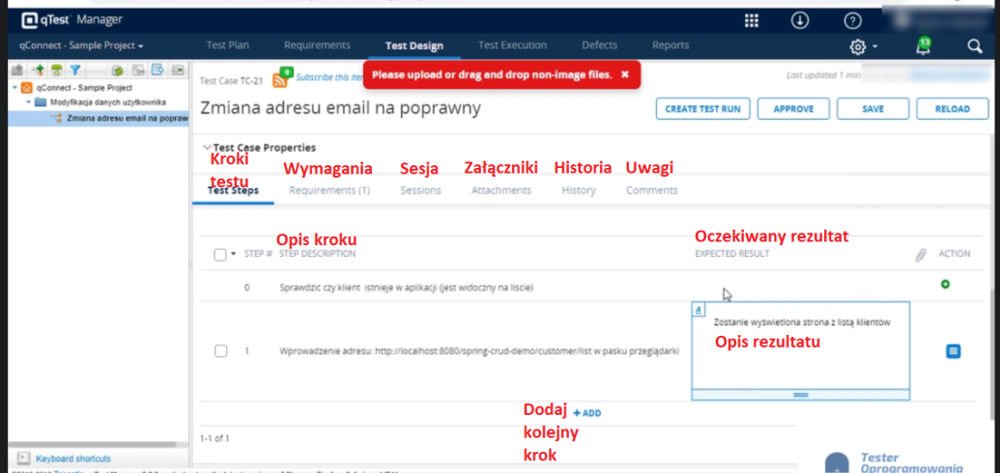 qTest Manager
qConnect - Sample Project
Test Plan
Requirements
Test Design
Test Execution
Defects
Reports
13
qConnect - Sample Project
Modyfikacja danych użytkownika
Zmiana adresu email na popraw
Test Case TC-21
0
Subscribe this ite
Please upload or drag and drop non-image files.
Last updated 1 min
Zmiana adresu email na poprawny
CREATE TEST RUN
APPROVE
SAVE
RELOAD
Test Case Properties
Kroki
testu
Wymagania
Sesja
Załączniki
Historia
Uwagi
Test Steps
Requirements (1)
Sessions
Attachments
History
Comments
Opis kroku
Oczekiwany rezultat
STEP #
STEP DESCRIPTION
EXPECTED RESULT
ACTION
0
Sprawdzić czy klient istnieje w aplikacji (jest widoczny na liście)
Zostanie wyświetlona strona z listą klientow
Opis rezultatu
1
Wprowadzenie adresu: http://localhost:8080/spring-crud-demo/customer/list w pasku przeglądarki
Dodaj
kolejny
krok
+ ADD
1-1 of 1
Keyboard shortcuts
Tester
Oprogramowania